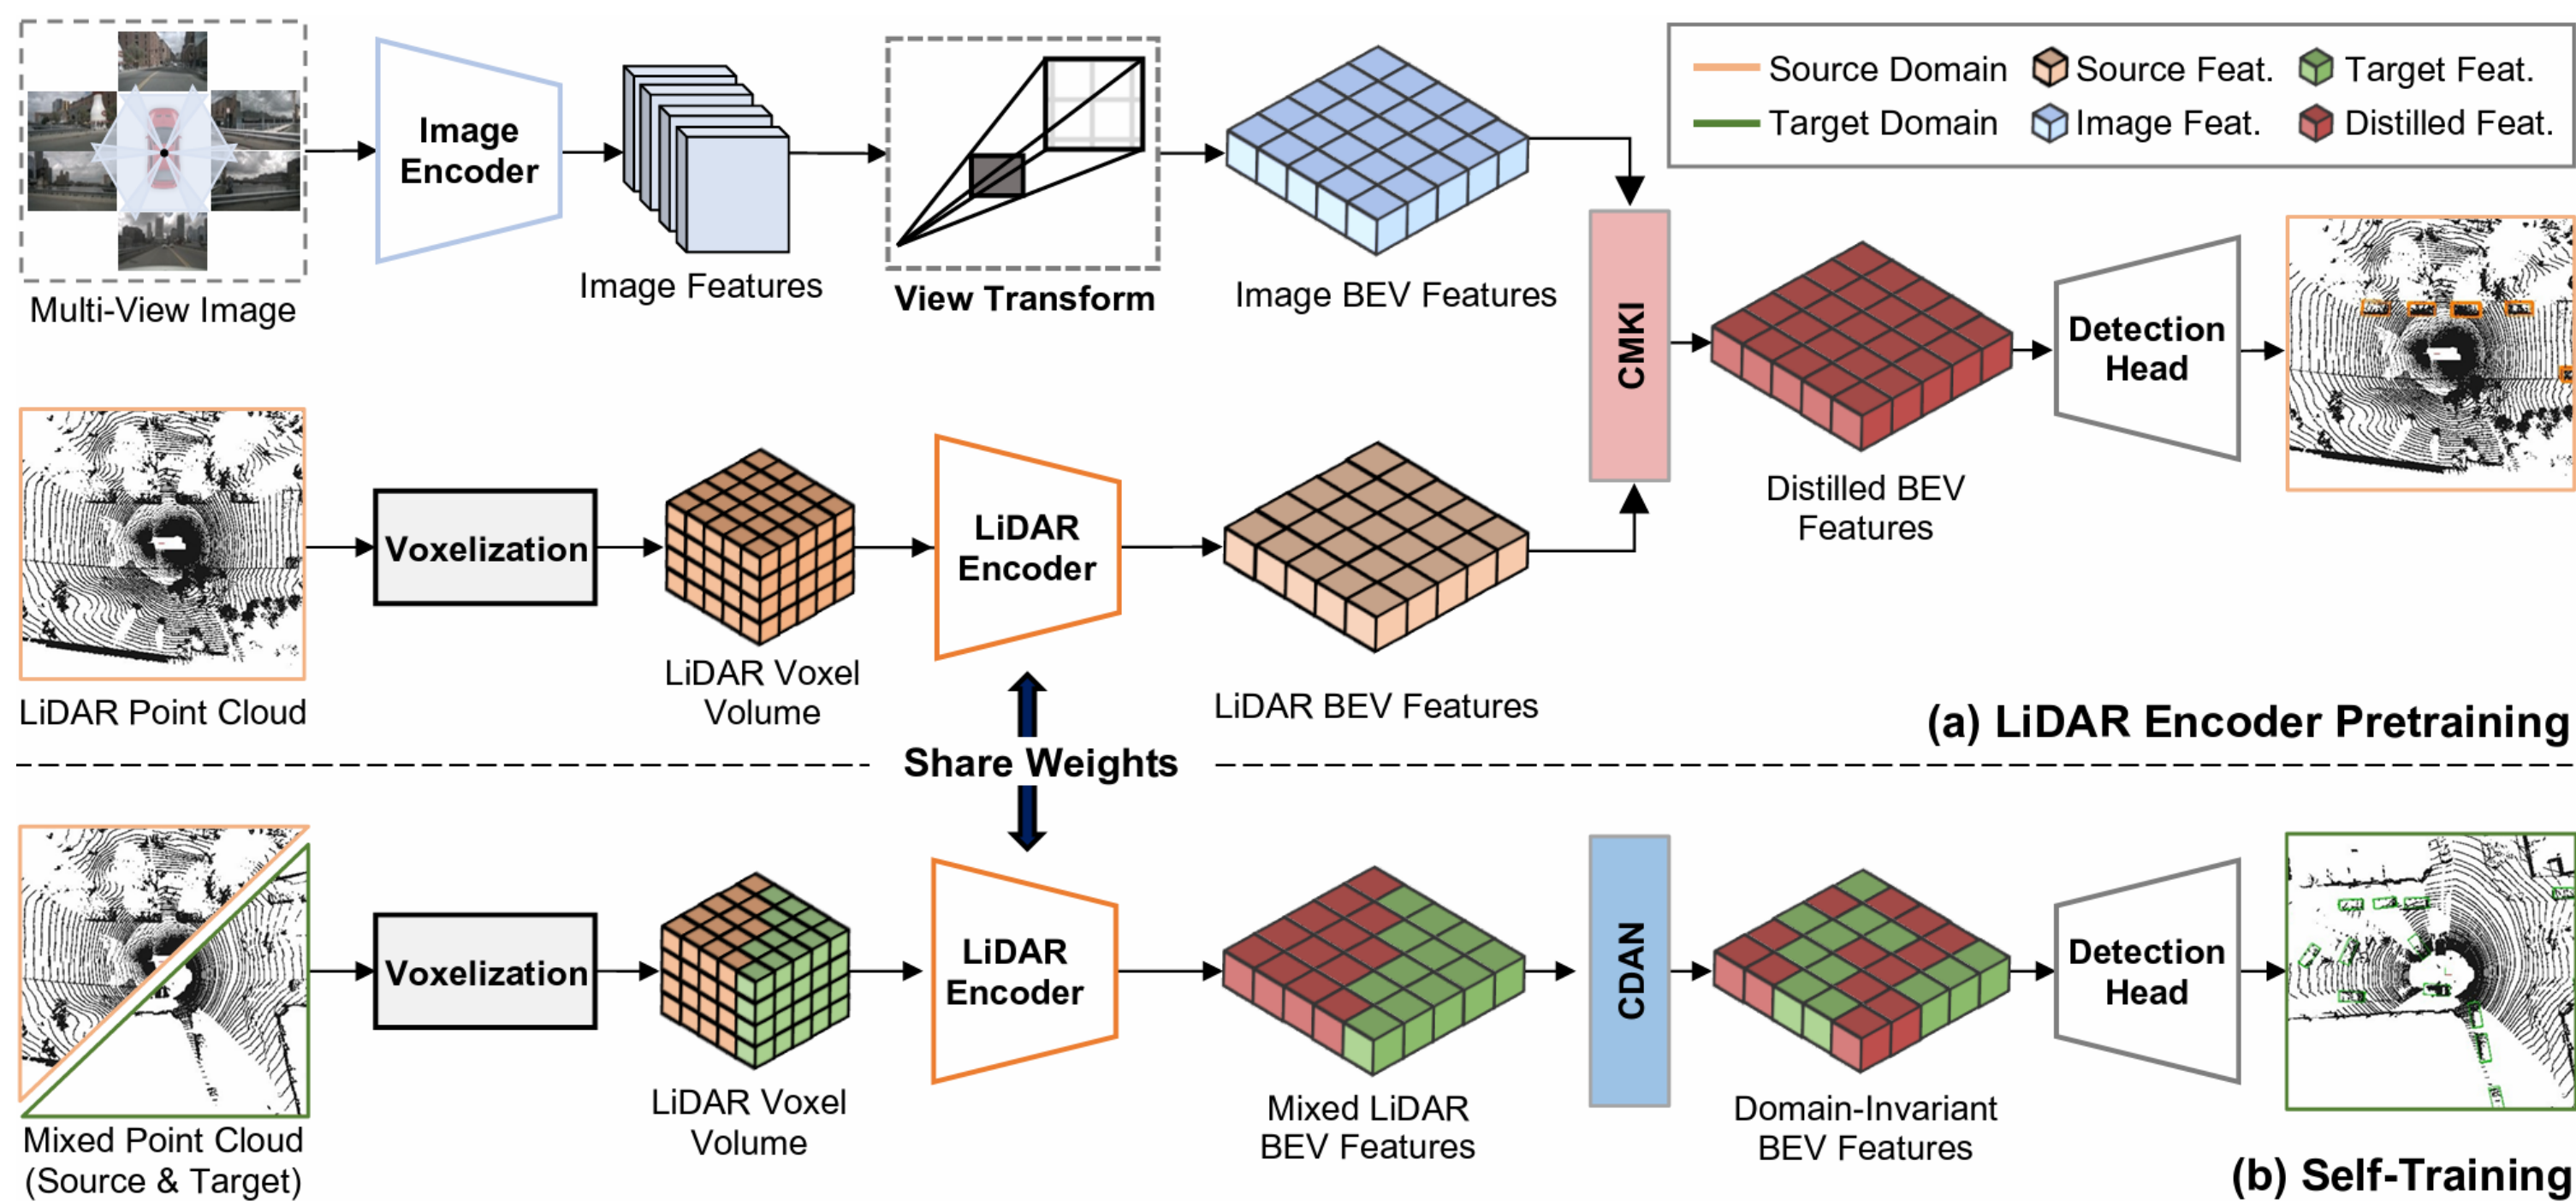 Source Domain
Source Feat.
Target Feat.
Target Domain
Image Feat.
Distilled Feat.
Image
Encoder
Multi-View Image
Image Features
View Transform
Image BEV Features
CMKI
Detection
Head
Distilled BEV
Features
LiDAR Point Cloud
Voxelization
LiDAR Voxel
Volume
LiDAR
Encoder
LiDAR BEV Features
(a) LiDAR Encoder Pretraining
Share Weights
Mixed Point Cloud
(Source & Target)
Voxelization
LiDAR Voxel
Volume
LiDAR
Encoder
Mixed LiDAR
BEV Features
CDAN
Domain-Invariant
BEV Features
Detection
Head
(b) Self-Training